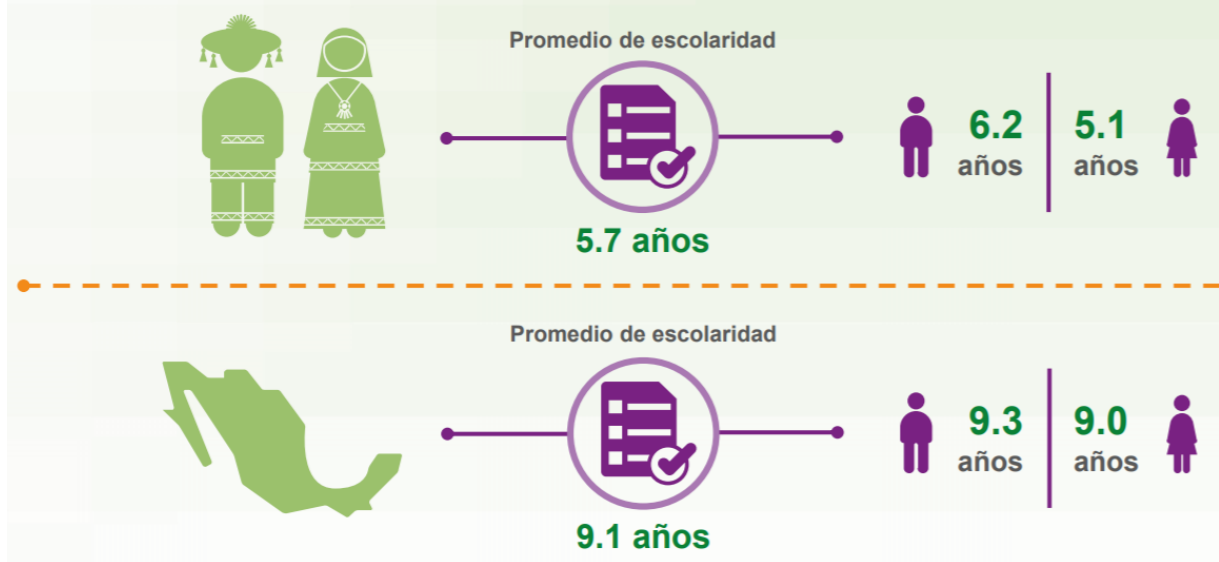 Promedio de escolaridad
6.2 años
5.1 años
5.7 años
Promedio de escolaridad
9.3 años
9.0 años
9.1 años